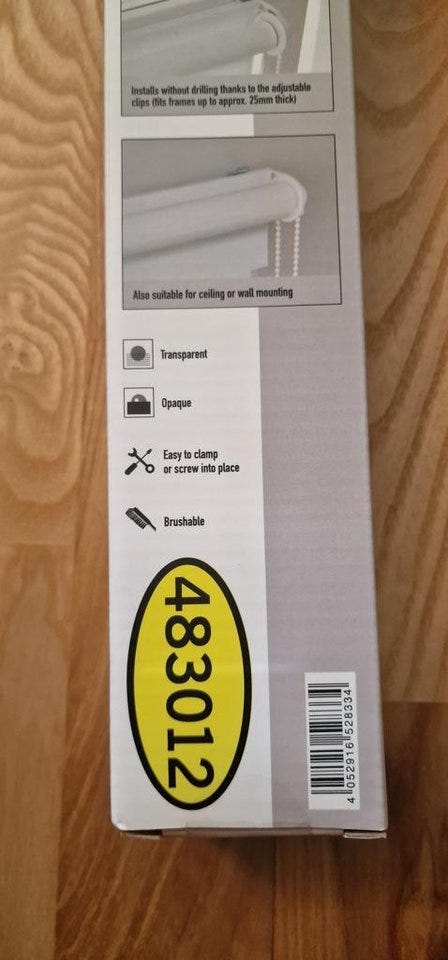 Installs without drilling thanks to the adjustable
clips (fits frames up to approx. 25mm thick)
Also suitable for ceiling or wall mounting
Transparent
Opaque
Easy to clamp
or screw into place
Brushable
483012
4 052916 528334